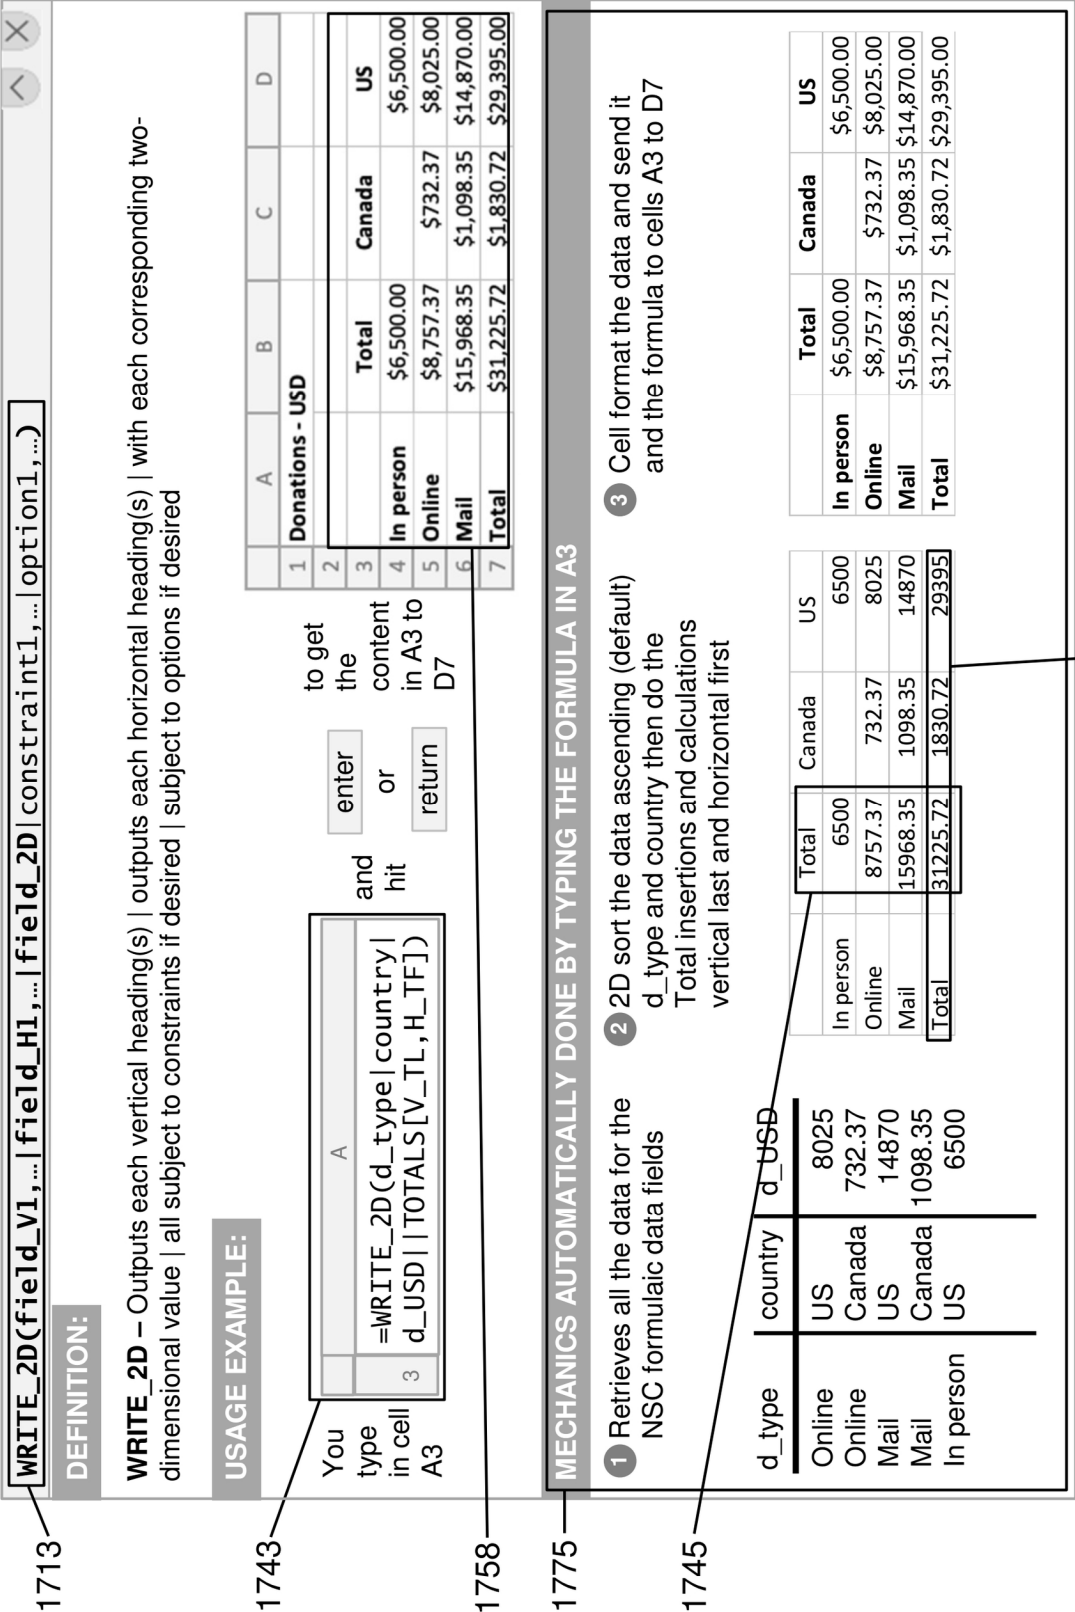 WRITE_2D(field_V1,…|field_H1,…|field_2D|constraint1,…|option1,…)
DEFINITION:
WRITE_2D – Outputs each vertical heading(s) | outputs each horizontal heading(s) | with each corresponding two-
dimensional value | all subject to constraints if desired | subject to options if desired
USAGE EXAMPLE:
You
type
in cell
A3
A
3
=WRITE_2D(d_type|country|
d_USD||TOTALS[V_TL,H_TF])
and
hit
enter
or
return
to get
the
content
in A3 to
D7
A B C D
1 Donations - USD
2
3 Total Canada US
4 In person $6,500.00 $6,500.00
5 Online $8,757.37 $732.37 $8,025.00
6 Mail $15,968.35 $1,098.35 $14,870.00
7 Total $31,225.72 $1,830.72 $29,395.00
MECHANICS AUTOMATICALLY DONE BY TYPING THE FORMULA IN A3
1 Retrieves all the data for the
NSC formulaic data fields
d_type country d_USD
Online US 8025
Online Canada 732.37
Mail US 14870
Mail Canada 1098.35
In person US 6500
2 2D sort the data ascending (default)
d_type and country then do the
Total insertions and calculations
vertical last and horizontal first
Total Canada US
In person 6500 6500
Online 8757.37 732.37 8025
Mail 15968.35 1098.35 14870
Total 31225.72 1830.72 29395
3 Cell format the data and send it
and the formula to cells A3 to D7
Total Canada US
In person $6,500.00 $6,500.00
Online $8,757.37 $732.37 $8,025.00
Mail $15,968.35 $1,098.35 $14,870.00
Total $31,225.72 $1,830.72 $29,395.00
1713
1743
1758
1775
1745